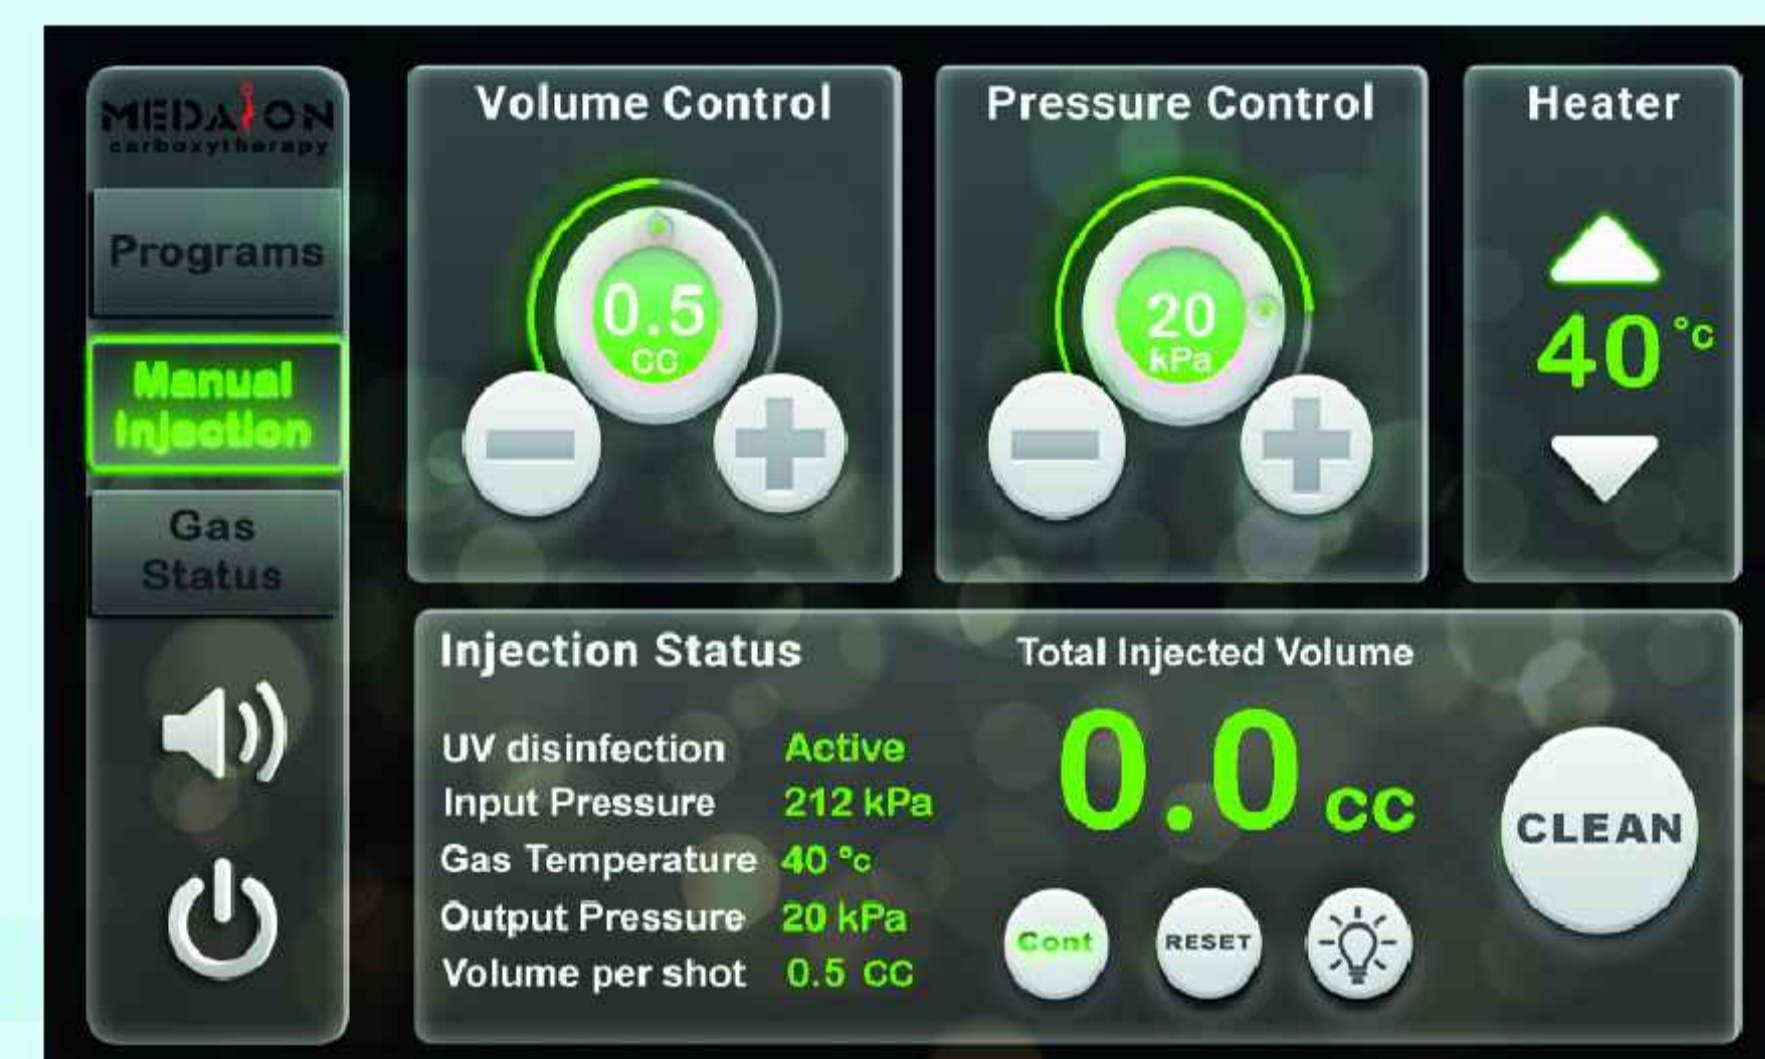 MEDAION
carboxytherapy
Programs
Manual
Injection
Gas
Status
Volume Control
0.5
CC
Pressure Control
20
kPa
Heater
40 °c
Injection Status
UV disinfection Active
Input Pressure 212 kPa
Gas Temperature 40 °c
Output Pressure 20 kPa
Volume per shot 0.5 CC
Total Injected Volume
0.0 cc
Cont
RESET
CLEAN